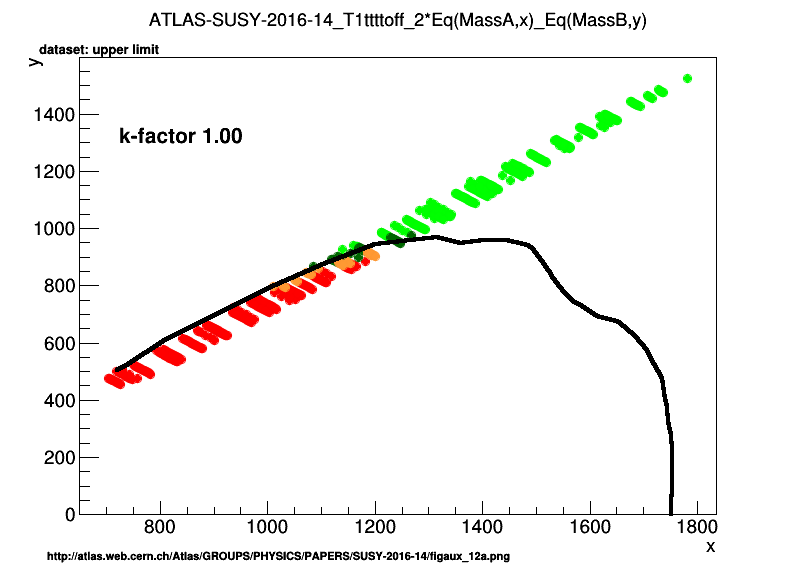 ATLAS-SUSY-2016-14_T1ttttoff_2*Eq(MassA,x)_Eq(MassB,y)
dataset: upper limit
y
k-factor 1.00
1400
1200
1000
800
600
400
200
0
800 1000 1200 1400 1600 1800
x
http://atlas.web.cern.ch/Atlas/GROUPS/PHYSICS/PAPERS/SUSY-2016-14/figaux_12a.png